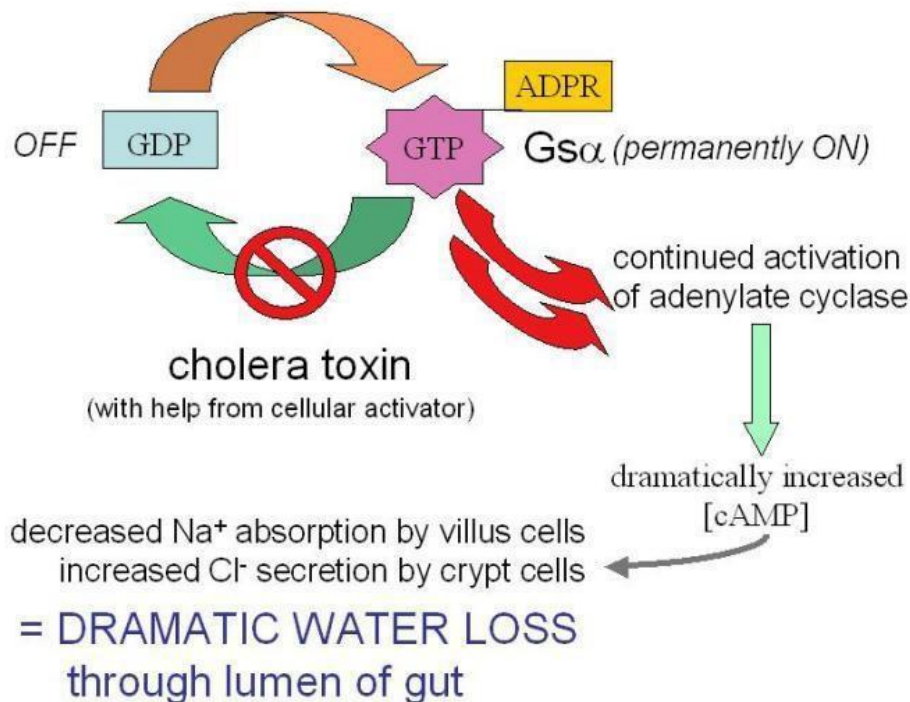 ADPR
OFF GDP GTP Gsα (permanently ON)
continued activation
of adenylate cyclase
cholera toxin
(with help from cellular activator)
dramatically increased
[cAMP]
decreased Na⁺ absorption by villus cells
increased Cl⁻ secretion by crypt cells
= DRAMATIC WATER LOSS
through lumen of gut